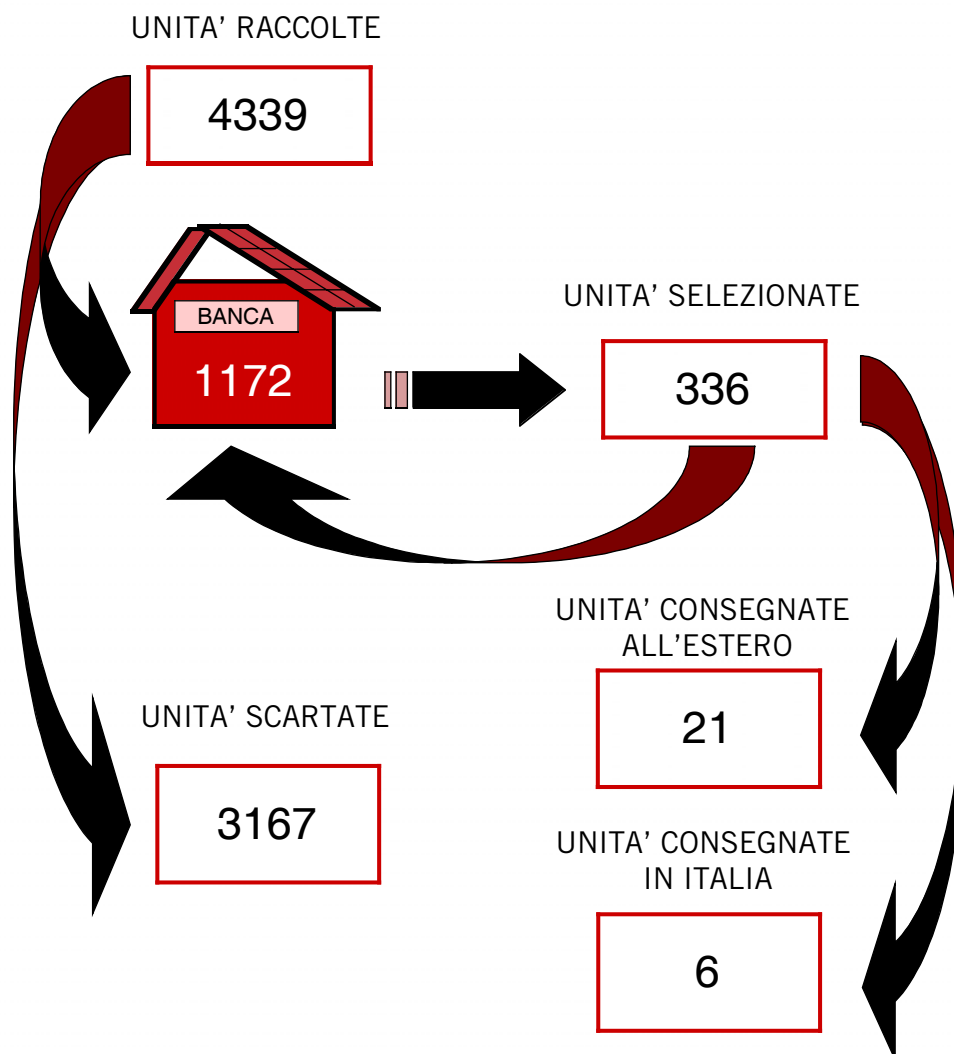 UNITA’ RACCOLTE
4339
BANCA
1172
UNITA’ SELEZIONATE
336
UNITA’ CONSEGNATE
ALL’ESTERO
21
UNITA’ SCARTATE
3167
UNITA’ CONSEGNATE
IN ITALIA
6